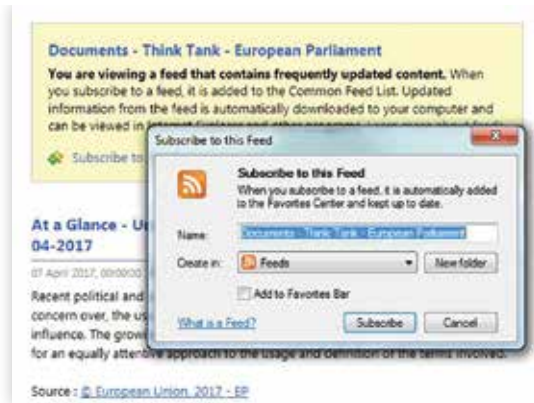 Documents - Think Tank - European Parliament
You are viewing a feed that contains frequently updated content. When
you subscribe to a feed, it is added to the Common Feed List. Updated
information from the feed is automatically downloaded to your computer and
can be viewed in
Subscribe to
Subscribe to this Feed
Subscribe to this Feed
When you subscribe to a feed, it is automatically added
to the Favorites Center and kept up to date.
Name:
Documents - Think Tank - European Parliament
Create in:
Feeds
New folder
Add to Favorites Bar
What is a Feed?
Subscribe
Cancel
At a Glance - U
04-2017
07 April 2017, 00:00:00
Recent political and
concern over, the us
influence. The grow
for an equally attentive approach to the usage and definition of the terms involved.
Source : © European Union, 2017 - EP